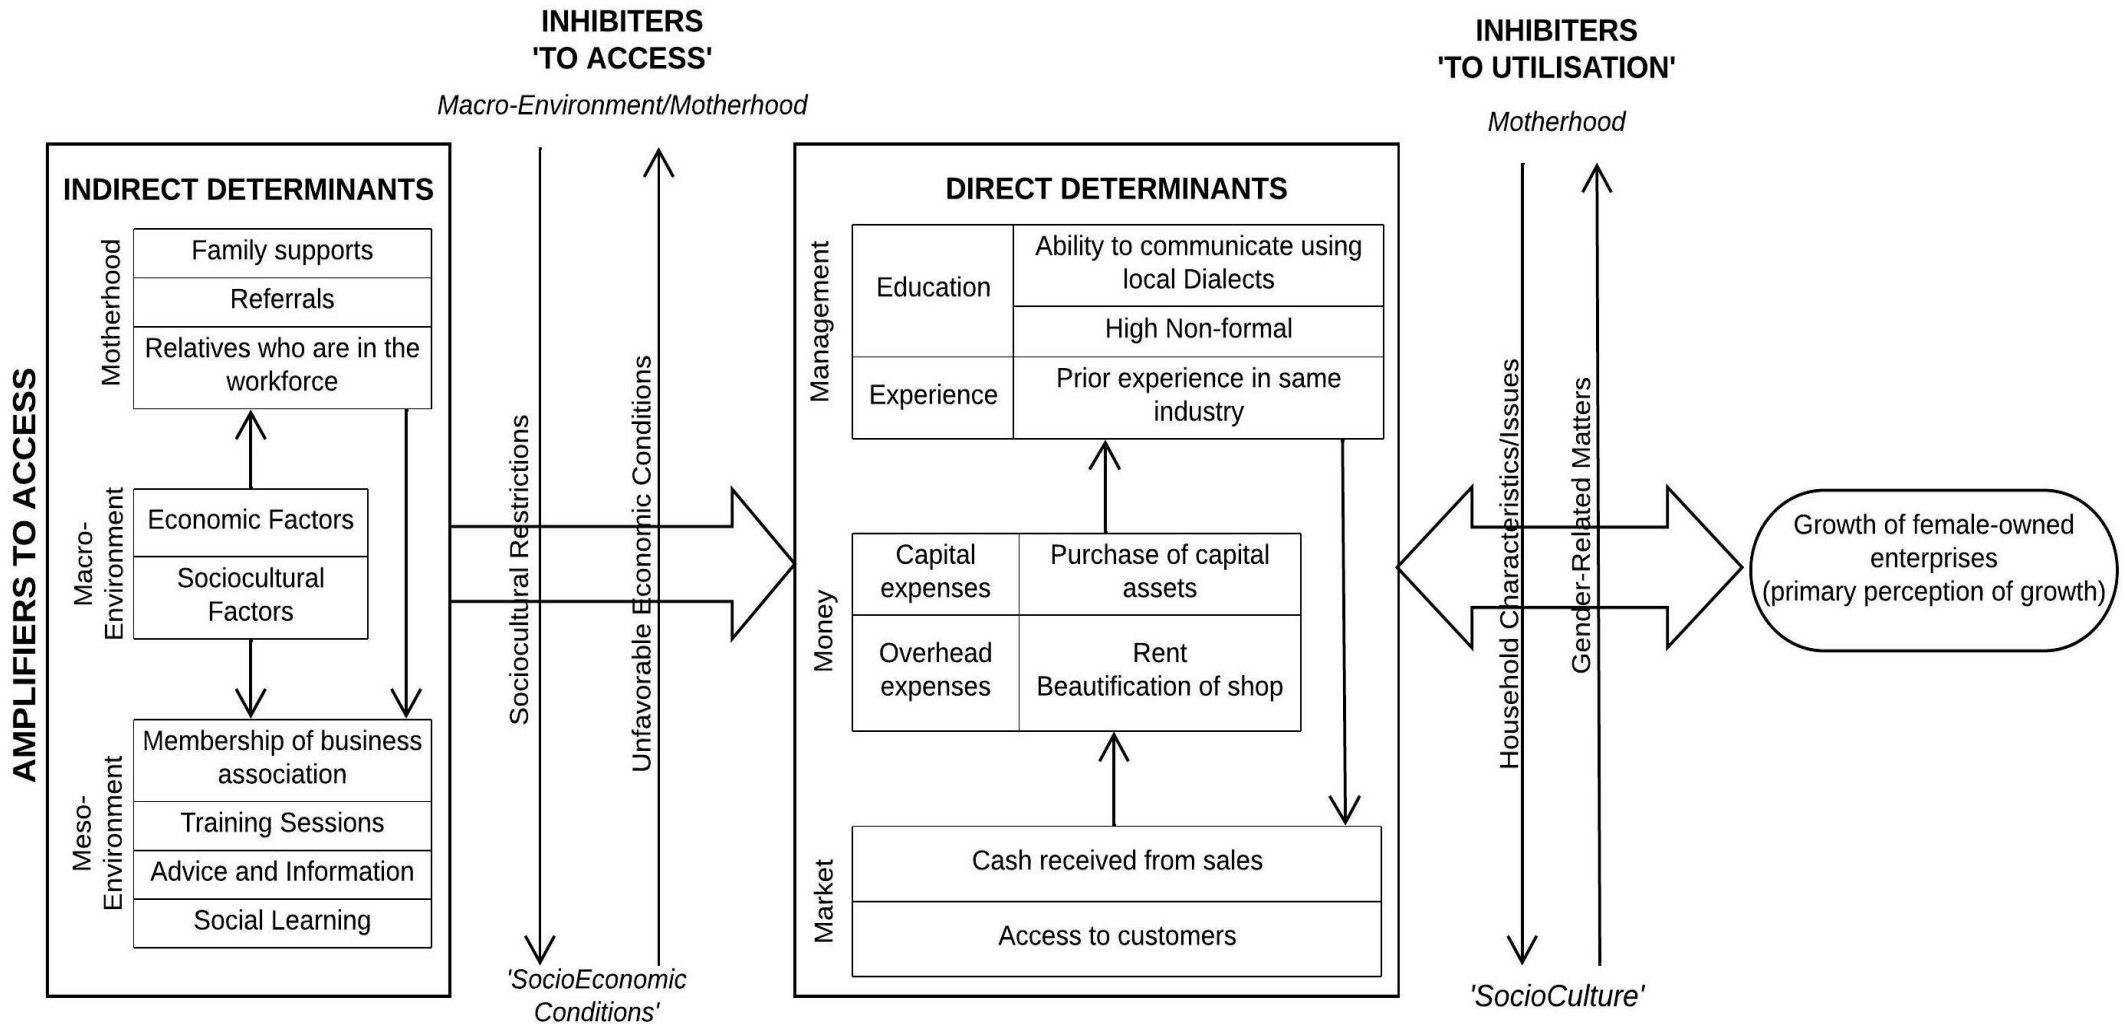 INHIBITERS
'TO ACCESS'
Macro-Environment/Motherhood
INHIBITERS
'TO UTILISATION'
Motherhood
AMPLIFIERS TO ACCESS
INDIRECT DETERMINANTS
Motherhood
Family supports
Referrals
Relatives who are in the
workforce
Macro-
Environment
Economic Factors
Sociocultural
Factors
Meso-
Environment
Membership of business
association
Training Sessions
Advice and Information
Social Learning
Sociocultural Restrictions
Unfavorable Economic Conditions
'SocioEconomic
Conditions'
DIRECT DETERMINANTS
Management
Education
Ability to communicate using
local Dialects
High Non-formal
Experience
Prior experience in same
industry
Money
Capital
expenses
Purchase of capital
assets
Overhead
expenses
Rent
Beautification of shop
Market
Cash received from sales
Access to customers
Household Characteristics/Issues
Gender-Related Matters
'SocioCulture'
Growth of female-owned
enterprises
(primary perception of growth)